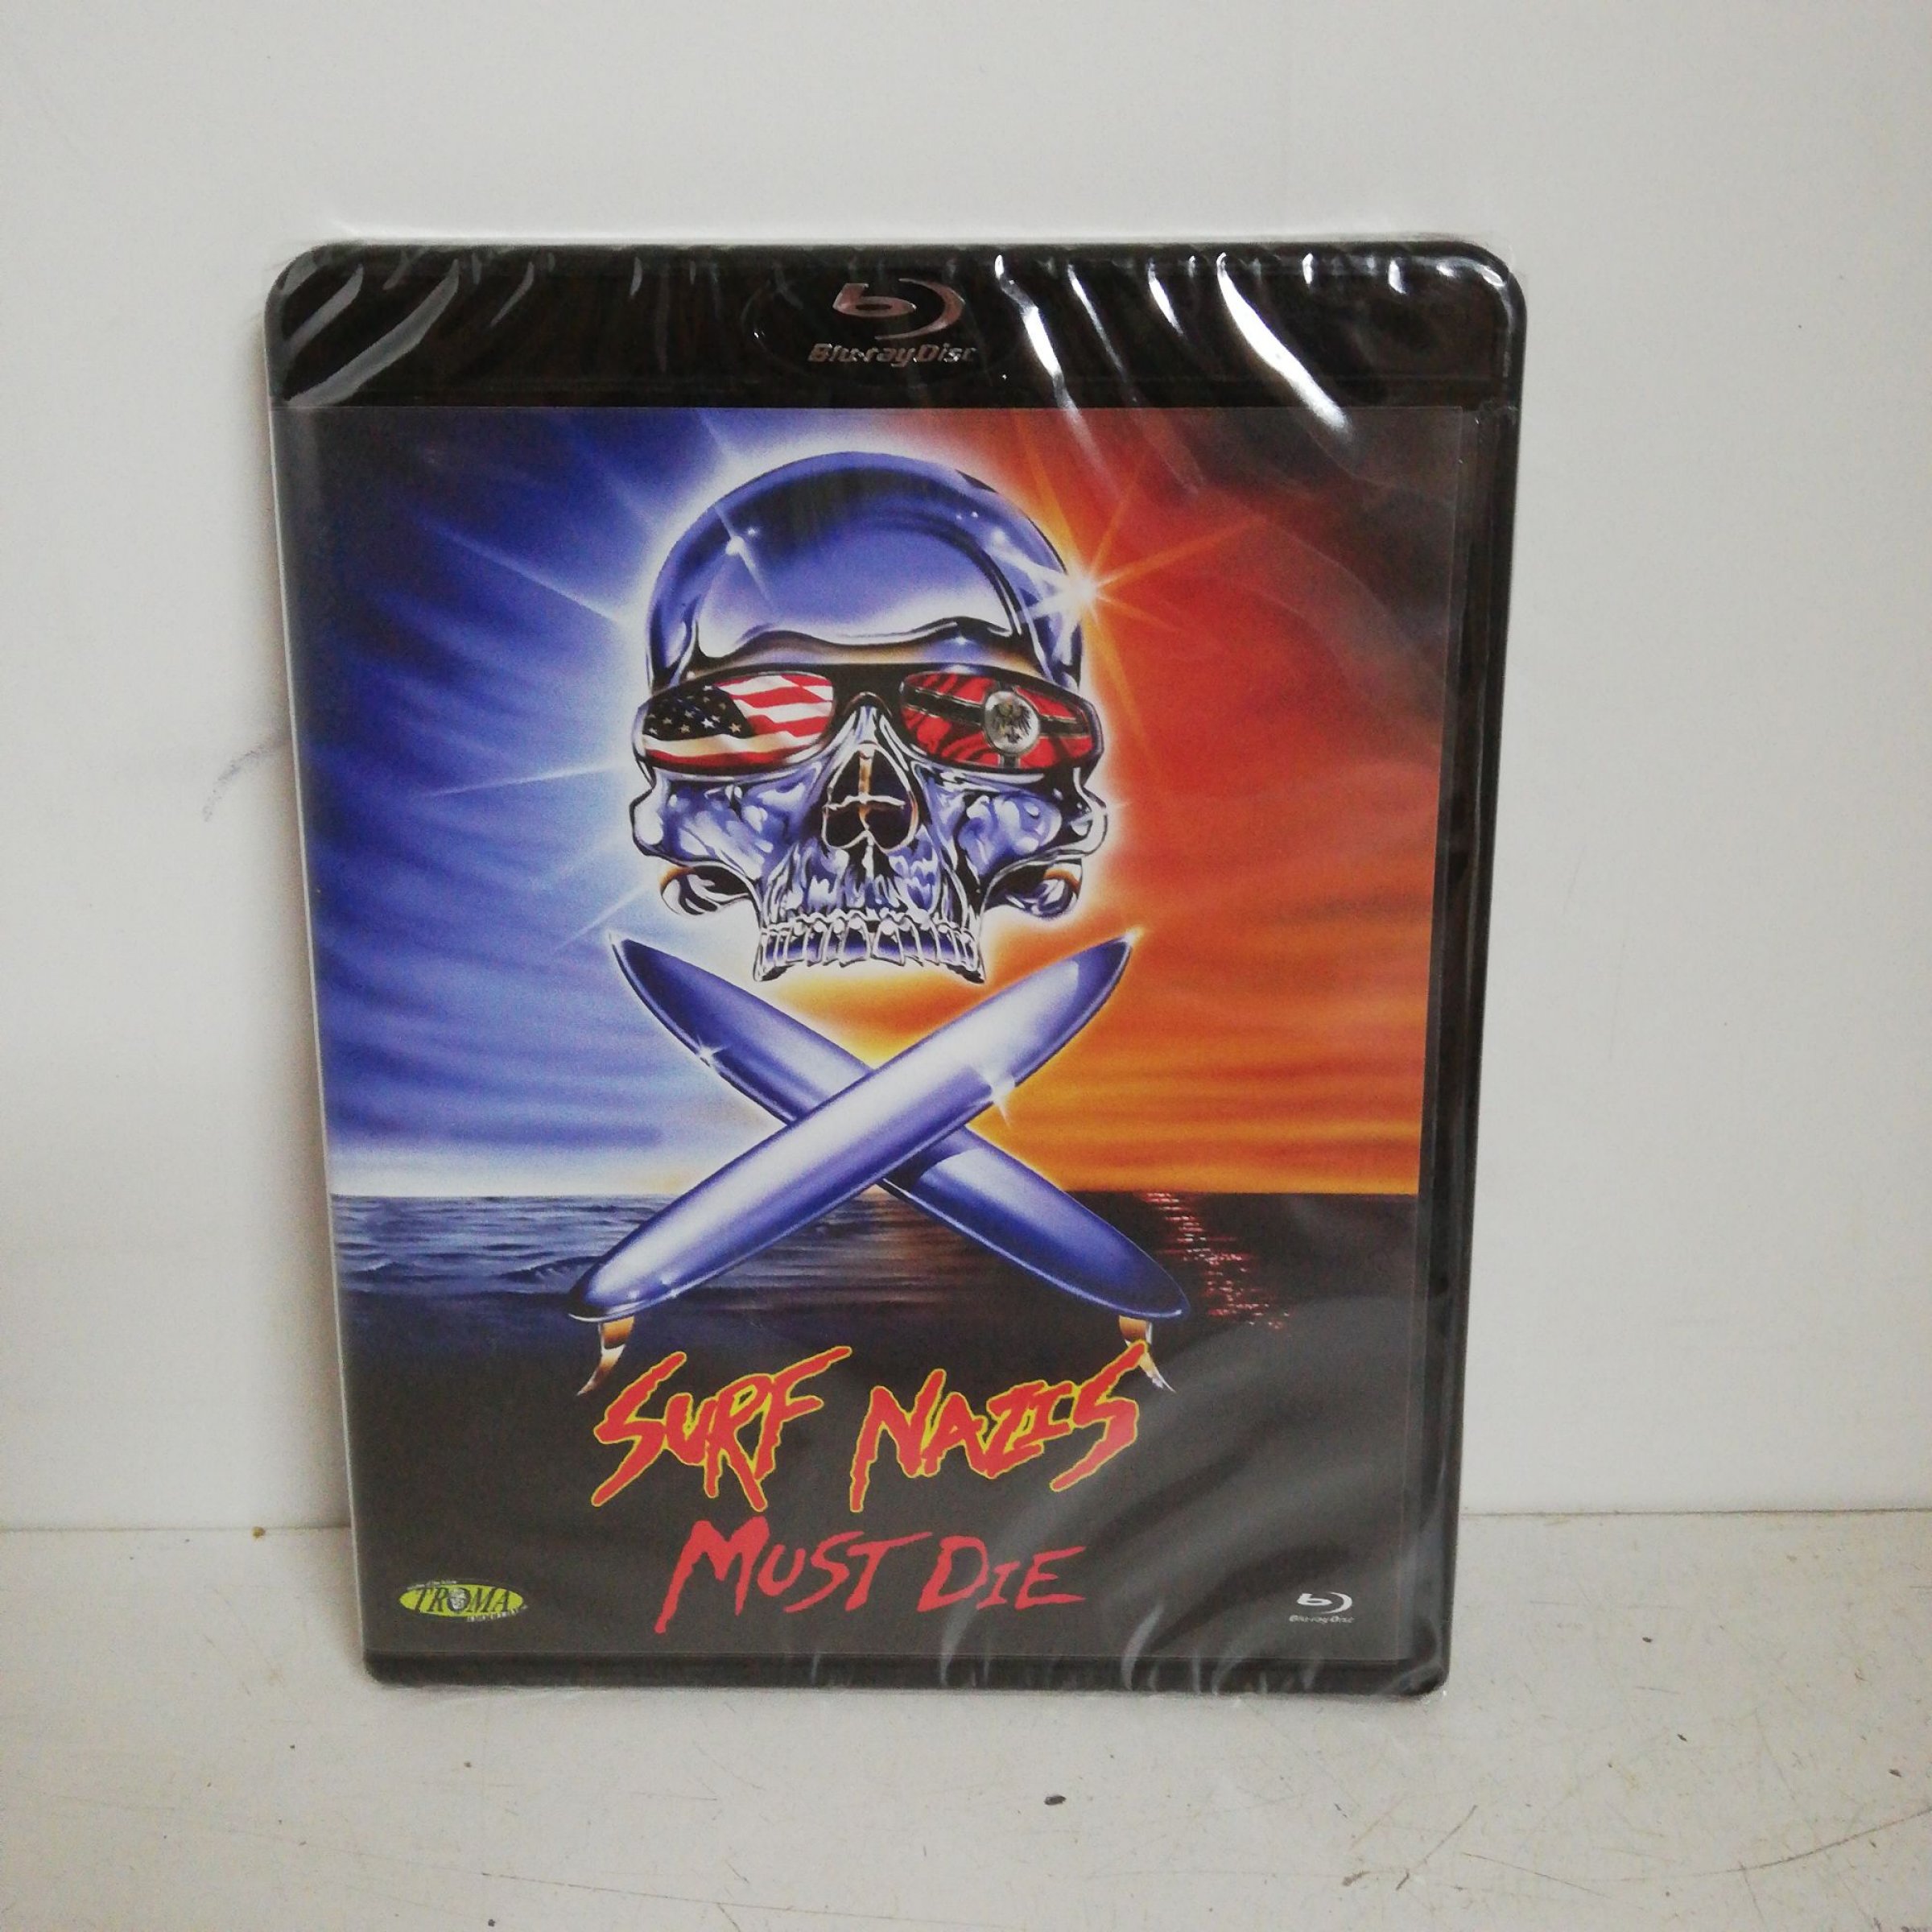 Blu-ray Disc
SURF NAZIS
MUST DIE
TROMA
Blu-ray Disc